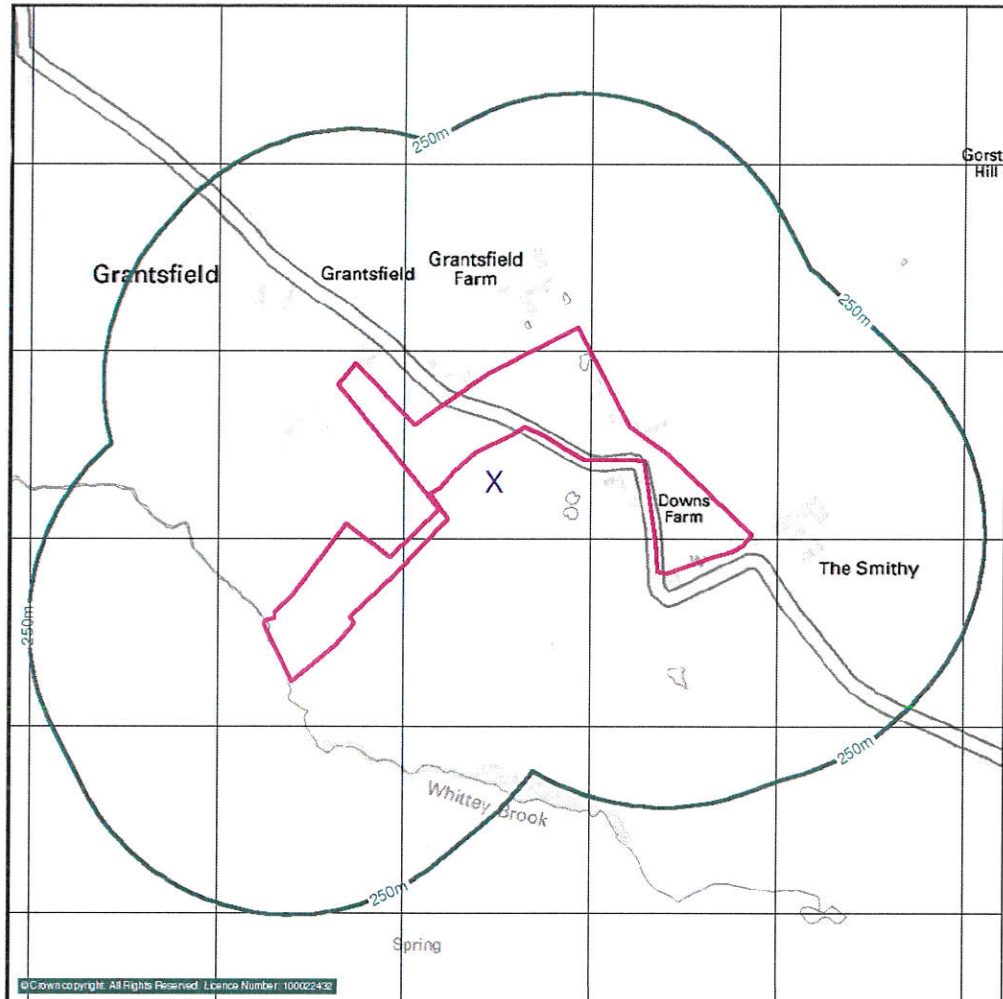 250m
Gorst
Hill
Grantsfield
Grantsfield
Grantsfield
Farm
250m
X
Downs
Farm
The Smithy
250m
250m
Whittey Brook
250m
Spring
© Crown copyright. All Rights Reserved. Licence Number: 100022432